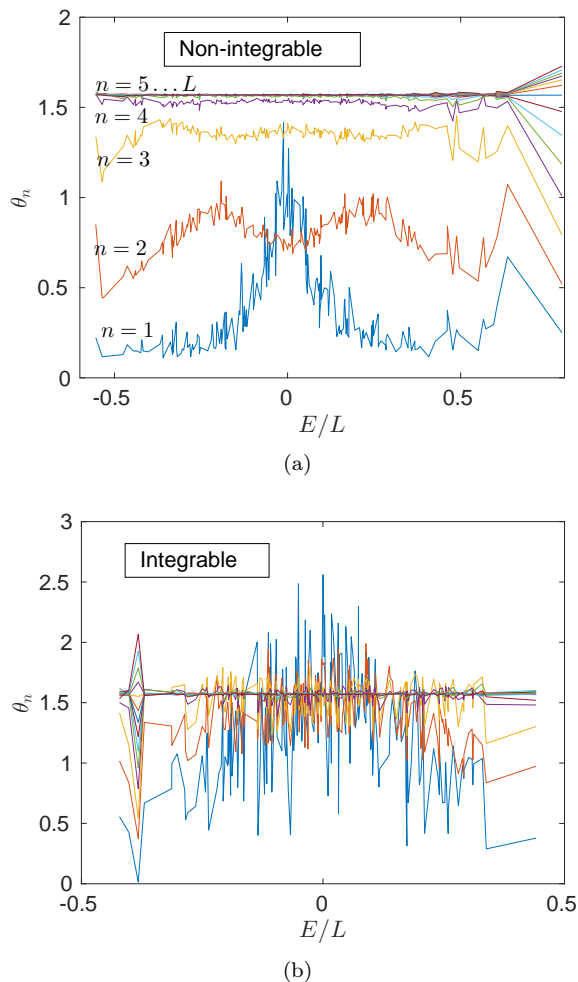 2
Non-integrable
n = 5 . . . L
1.5
n = 4
n = 3
θn
1
n = 2
0.5
n = 1
0
-0.5
0
0.5
E/L
(a)
3
Integrable
2.5
2
θn
1.5
1
0.5
0
-0.5
0
0.5
E/L
(b)